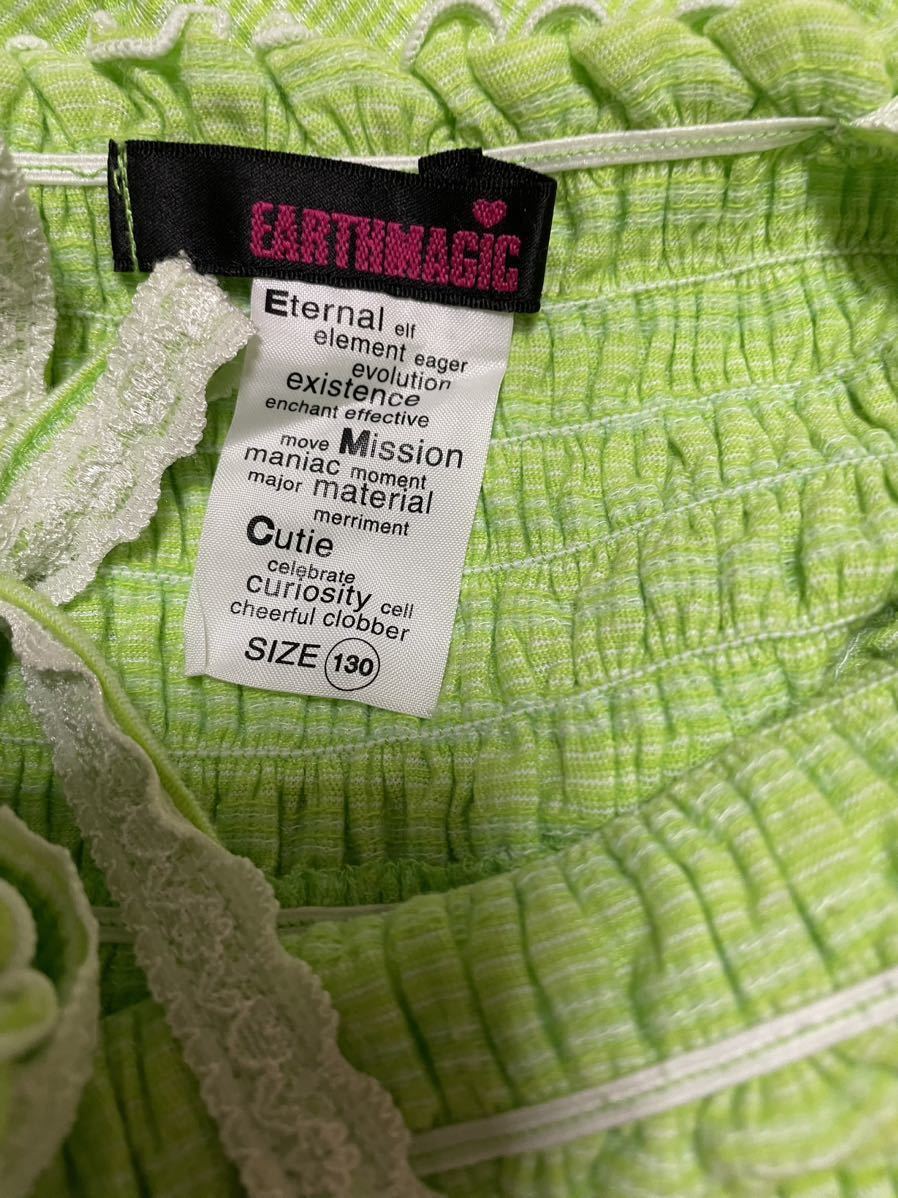 EARTHMAGIC
Eternal elf
element eager
evolution
existence
enchant effective
move Mission
maniac moment
major material
merriment
Cutie
celebrate
curiosity cell
cheerful clobber
SIZE 130